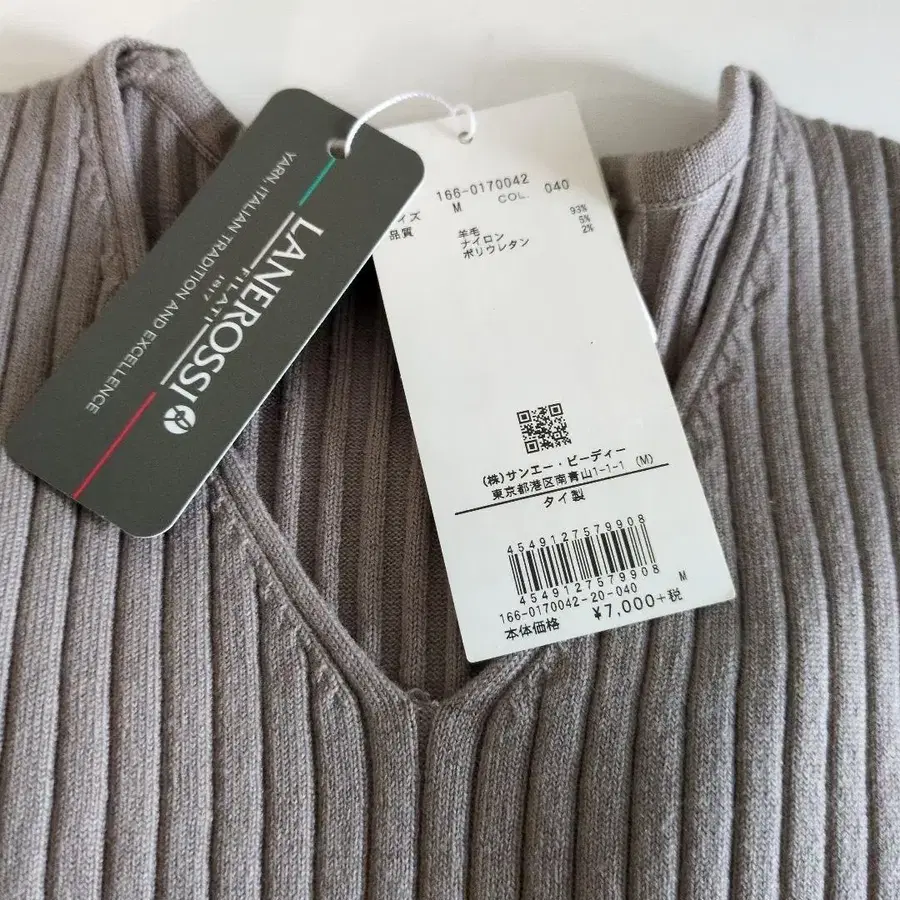 LANEROSSI
FILATI
1817
YARN, ITALIAN TRADITION AND EXCELLENCE
166-0170042
イズ M COL. 040
品質 羊毛 93%
ナイロン 5%
ポリウレタン 2%
(株)サンエー・ビーディー
東京都港区南青山1-1-1 (M)
タイ製
4549127579908
4549127579908
166-0170042-20-040 M
本体価格 ¥7,000+税